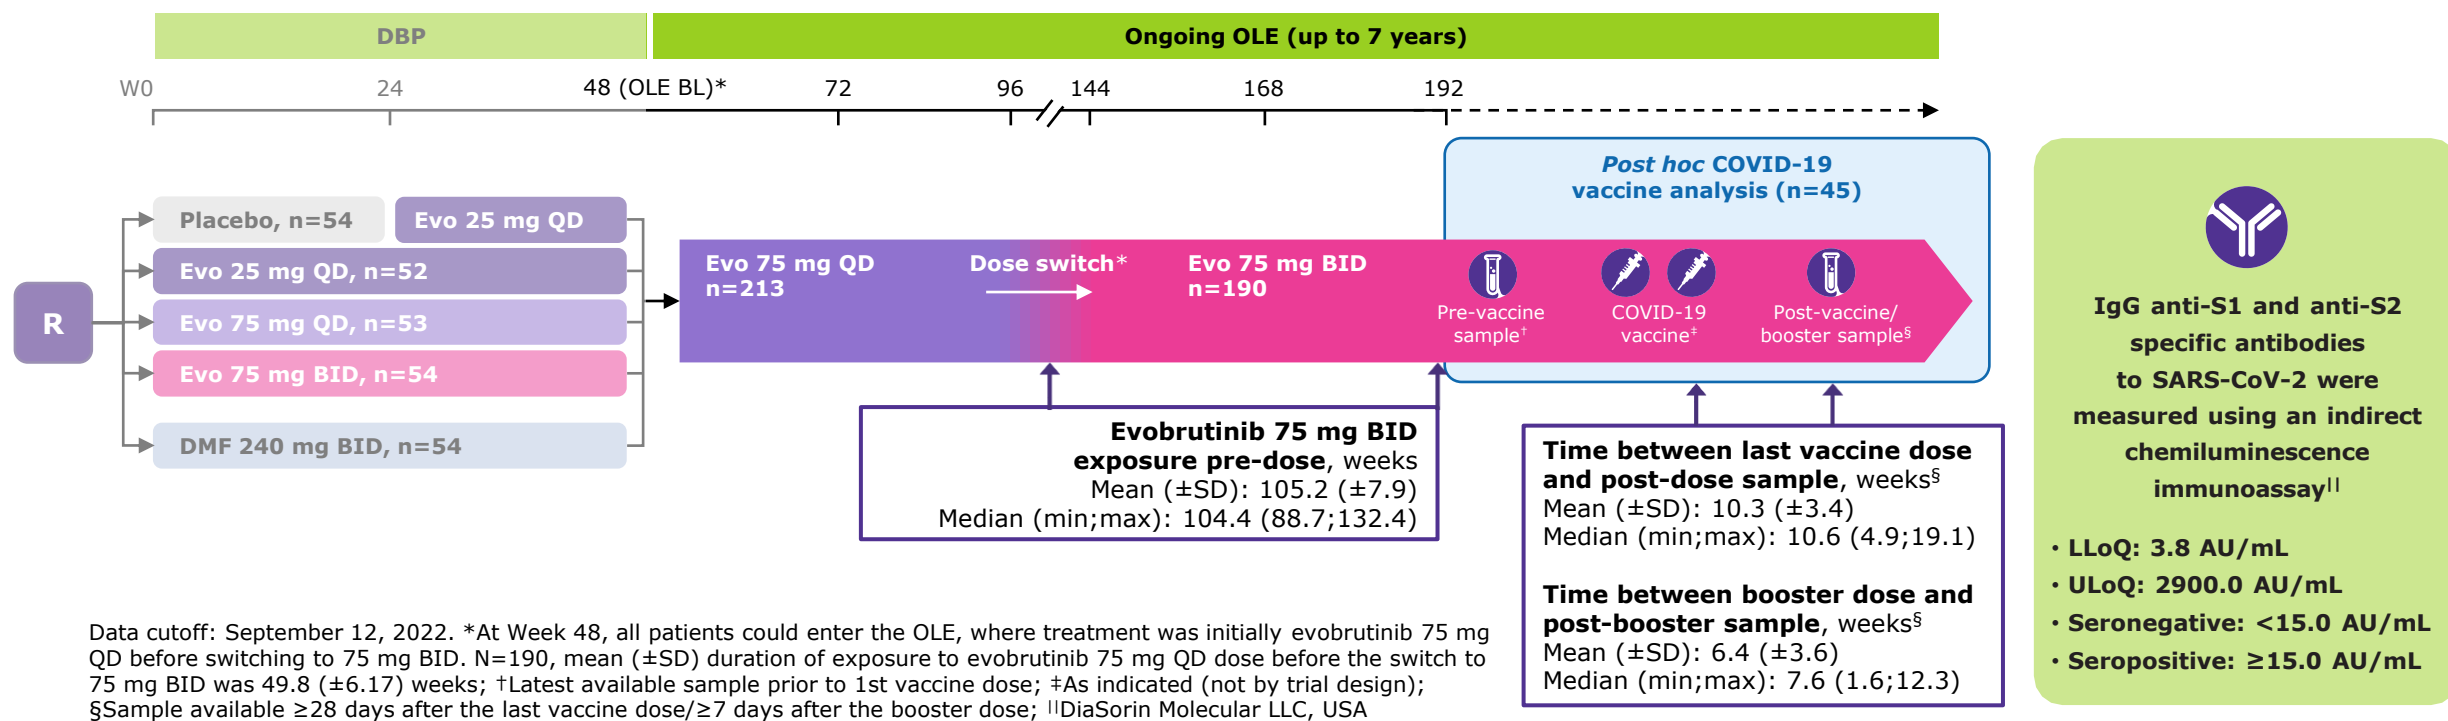 DBP
Ongoing OLE (up to 7 years)
W0
24
48 (OLE BL)*
72
96
144
168
192
R
Placebo, n=54
Evo 25 mg QD
Evo 25 mg QD, n=52
Evo 75 mg QD, n=53
Evo 75 mg BID, n=54
DMF 240 mg BID, n=54
Evo 75 mg QD
n=213
Dose switch*
Evo 75 mg BID
n=190
Post hoc COVID-19
vaccine analysis (n=45)
Pre-vaccine
sample†
COVID-19
vaccine‡
Post-vaccine/
booster sample§
Evobrutinib 75 mg BID
exposure pre-dose, weeks
Mean (±SD): 105.2 (±7.9)
Median (min;max): 104.4 (88.7;132.4)
Time between last vaccine dose
and post-dose sample, weeks§
Mean (±SD): 10.3 (±3.4)
Median (min;max): 10.6 (4.9;19.1)
Time between booster dose and
post-booster sample, weeks§
Mean (±SD): 6.4 (±3.6)
Median (min;max): 7.6 (1.6;12.3)
IgG anti-S1 and anti-S2
specific antibodies
to SARS-CoV-2 were
measured using an indirect
chemiluminescence
immunoassay||
• LLoQ: 3.8 AU/mL
• ULoQ: 2900.0 AU/mL
• Seronegative: <15.0 AU/mL
• Seropositive: ≥15.0 AU/mL
Data cutoff: September 12, 2022. *At Week 48, all patients could enter the OLE, where treatment was initially evobrutinib 75 mg
QD before switching to 75 mg BID. N=190, mean (±SD) duration of exposure to evobrutinib 75 mg QD dose before the switch to
75 mg BID was 49.8 (±6.17) weeks; †Latest available sample prior to 1st vaccine dose; ‡As indicated (not by trial design);
§Sample available ≥28 days after the last vaccine dose/≥7 days after the booster dose; ||DiaSorin Molecular LLC, USA